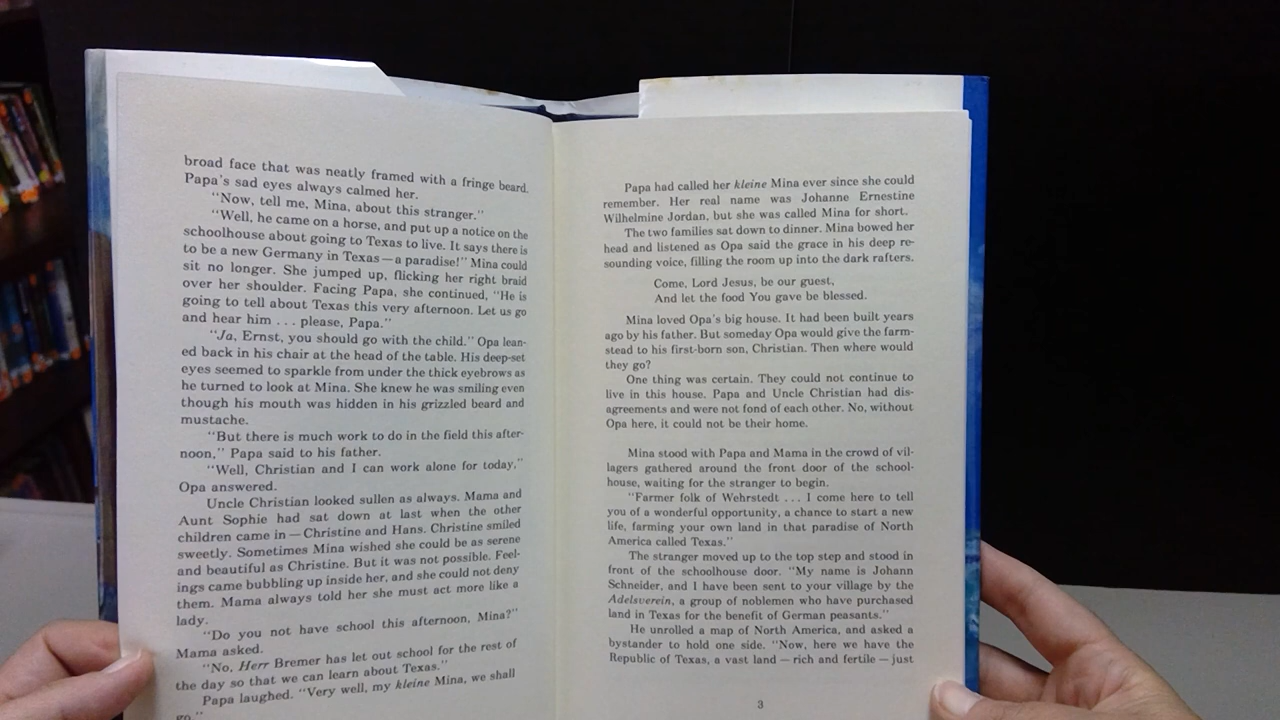 broad face that was neatly framed with a fringe beard.
Papa's sad eyes always calmed her.
"Now, tell me, Mina, about this stranger."
"Well, he came on a horse, and put up a notice on the
schoolhouse about going to Texas to live. It says there is
to be a new Germany in Texas—a paradise!" Mina could
sit no longer. She jumped up, flicking her right braid
over her shoulder. Facing Papa, she continued, "He is
going to tell about Texas this very afternoon. Let us go
and hear him . . . please, Papa."
"Ja, Ernst, you should go with the child." Opa lean-
ed back in his chair at the head of the table. His deep-set
eyes seemed to sparkle from under the thick eyebrows as
he turned to look at Mina. She knew he was smiling even
though his mouth was hidden in his grizzled beard and
mustache.
"But there is much work to do in the field this after-
noon," Papa said to his father.
"Well, Christian and I can work alone for today,"
Opa answered.
Uncle Christian looked sullen as always. Mama and
Aunt Sophie had sat down at last when the other
children came in—Christine and Hans. Christine smiled
sweetly. Sometimes Mina wished she could be as serene
and beautiful as Christine. But it was not possible. Feel-
ings came bubbling up inside her, and she could not deny
them. Mama always told her she must act more like a
lady.
"Do you not have school this afternoon, Mina?"
Mama asked.
"No, Herr Bremer has let out school for the rest of
the day so that we can learn about Texas."
Papa laughed. "Very well, my kleine Mina, we shall
go."
Papa had called her kleine Mina ever since she could
remember. Her real name was Johanne Ernestine
Wilhelmine Jordan, but she was called Mina for short.
The two families sat down to dinner. Mina bowed her
head and listened as Opa said the grace in his deep re-
sounding voice, filling the room up into the dark rafters.
Come, Lord Jesus, be our guest,
And let the food You gave be blessed.
Mina loved Opa's big house. It had been built years
ago by his father. But someday Opa would give the farm-
stead to his first-born son, Christian. Then where would
they go?
One thing was certain. They could not continue to
live in this house. Papa and Uncle Christian had dis-
agreements and were not fond of each other. No, without
Opa here, it could not be their home.
Mina stood with Papa and Mama in the crowd of vil-
lagers gathered around the front door of the school-
house, waiting for the stranger to begin.
"Farmer folk of Wehrstedt . . . I come here to tell
you of a wonderful opportunity, a chance to start a new
life, farming your own land in that paradise of North
America called Texas."
The stranger moved up to the top step and stood in
front of the schoolhouse door. "My name is Johann
Schneider, and I have been sent to your village by the
Adelsverein, a group of noblemen who have purchased
land in Texas for the benefit of German peasants."
He unrolled a map of North America, and asked a
bystander to hold one side. "Now, here we have the
Republic of Texas, a vast land — rich and fertile — just
3